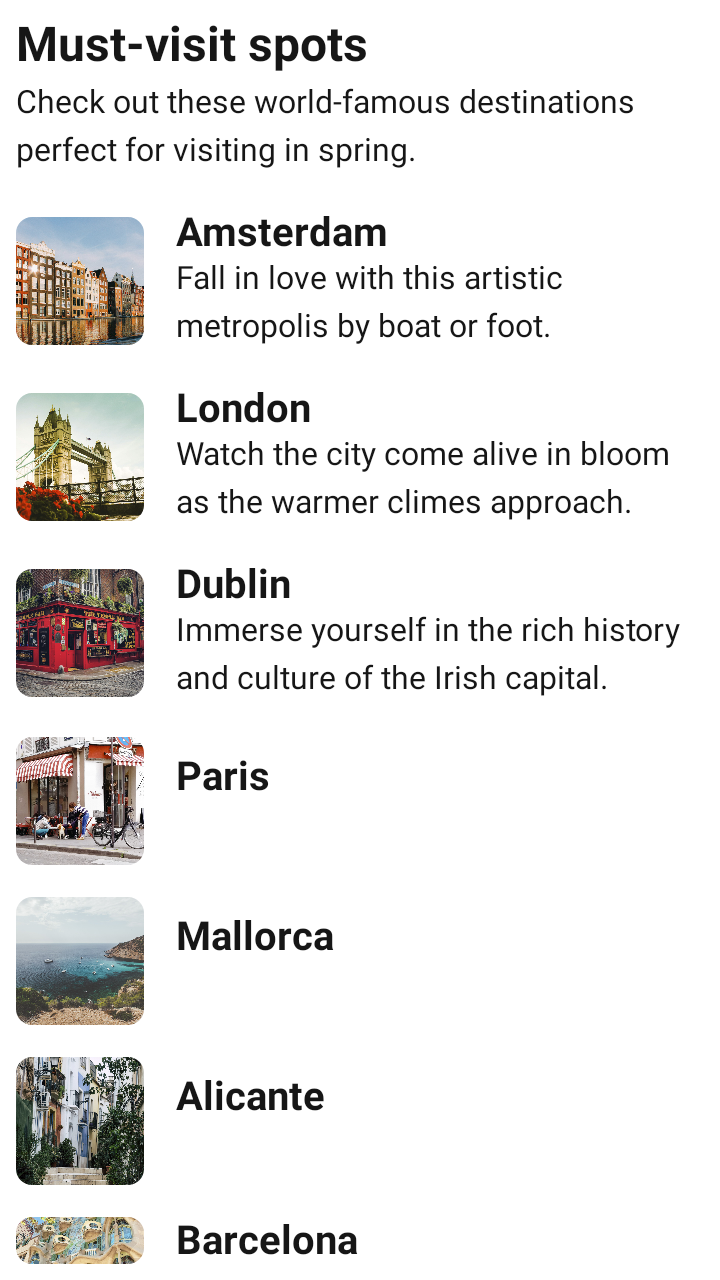 Must-visit spots
Check out these world-famous destinations
perfect for visiting in spring.
Amsterdam
Fall in love with this artistic
metropolis by boat or foot.
London
Watch the city come alive in bloom
as the warmer climes approach.
Dublin
Immerse yourself in the rich history
and culture of the Irish capital.
Paris
Mallorca
Alicante
Barcelona